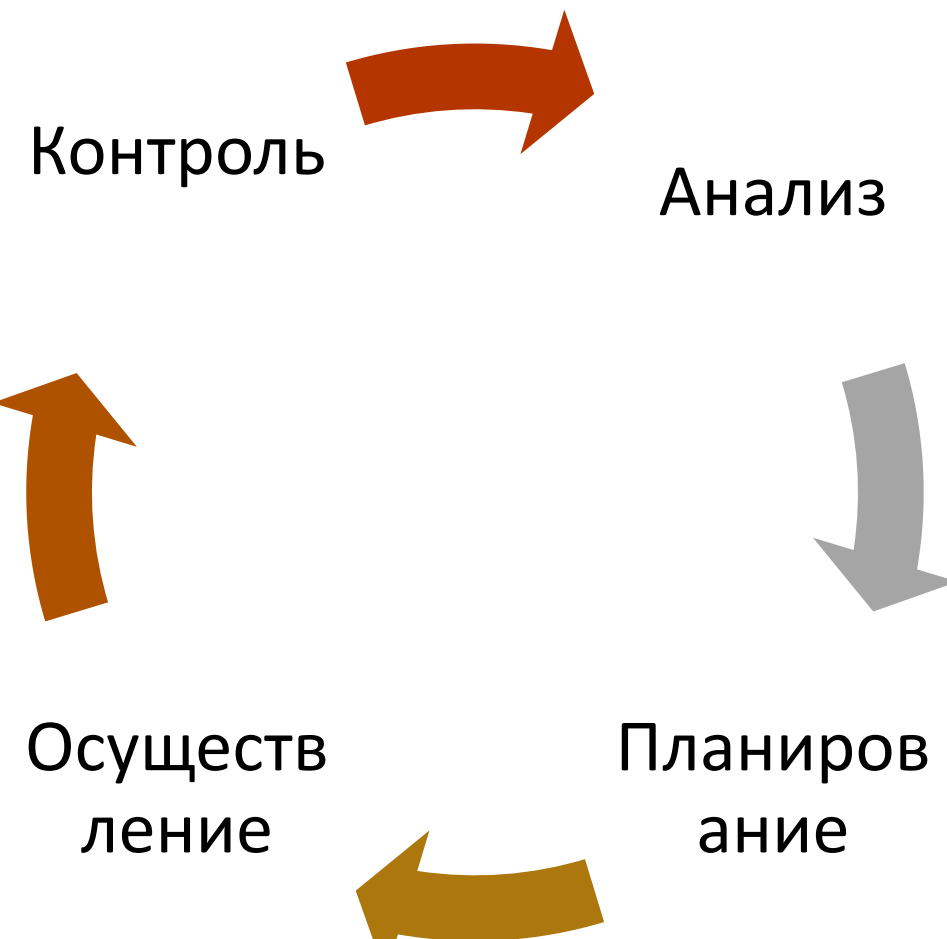 Контроль
Анализ
Осуществ
ление
Планиров
ание